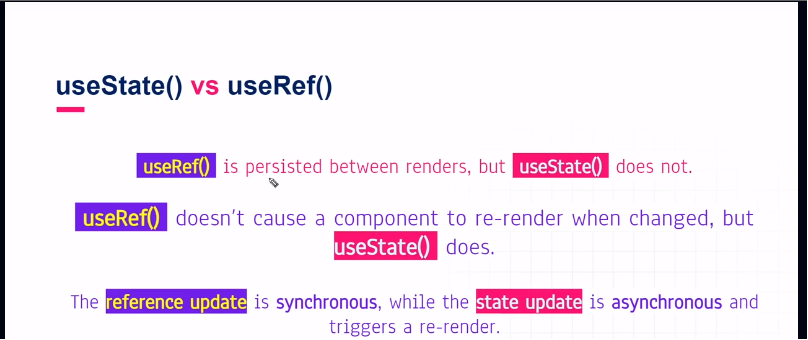 useState() vs useRef()
useRef() is persisted between renders, but useState() does not.
useRef() doesn't cause a component to re-render when changed, but
useState() does.
The reference update is synchronous, while the state update is asynchronous and
triggers a re-render.